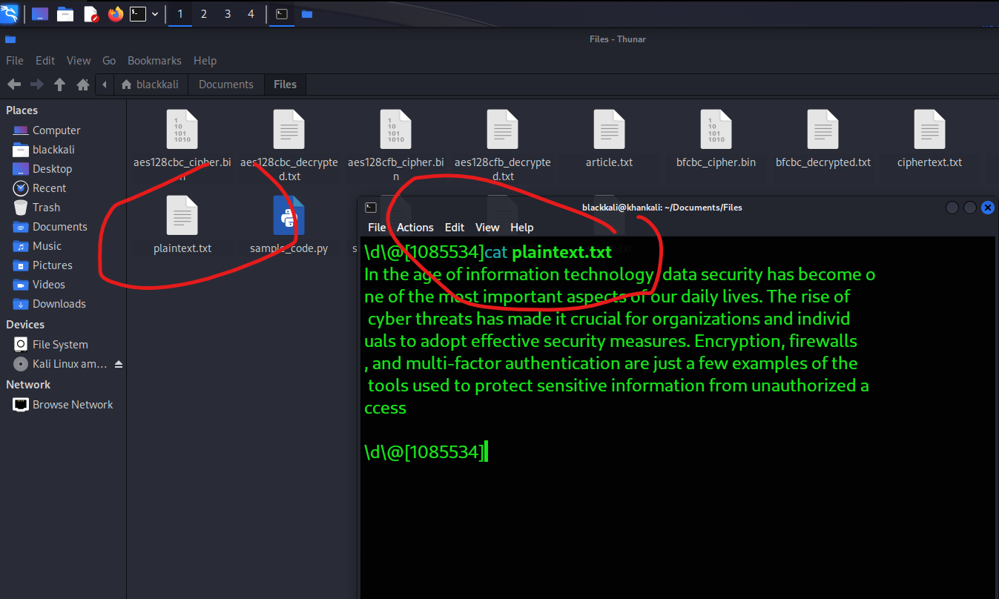 1 2 3 4
Files - Thunar
File Edit View Go Bookmarks Help
blackkali Documents Files
Places
Computer
blackkali
Desktop
Recent
Trash
Documents
Music
Pictures
Videos
Downloads
Devices
File System
Kali Linux am…
Network
Browse Network
aes128cbc_cipher.bi
n
aes128cbc_decrypte
d.txt
aes128cfb_cipher.bi
n
aes128cfb_decrypte
d.txt
article.txt
bfcbc_cipher.bin
bfcbc_decrypted.txt
ciphertext.txt
plaintext.txt
sample_code.py
blackkali@khankali: ~/Documents/Files
File Actions Edit View Help
\d\@[1085534]cat plaintext.txt
In the age of information technology, data security has become o
ne of the most important aspects of our daily lives. The rise of
cyber threats has made it crucial for organizations and individ
uals to adopt effective security measures. Encryption, firewalls
, and multi-factor authentication are just a few examples of the
tools used to protect sensitive information from unauthorized a
ccess
\d\@[1085534]